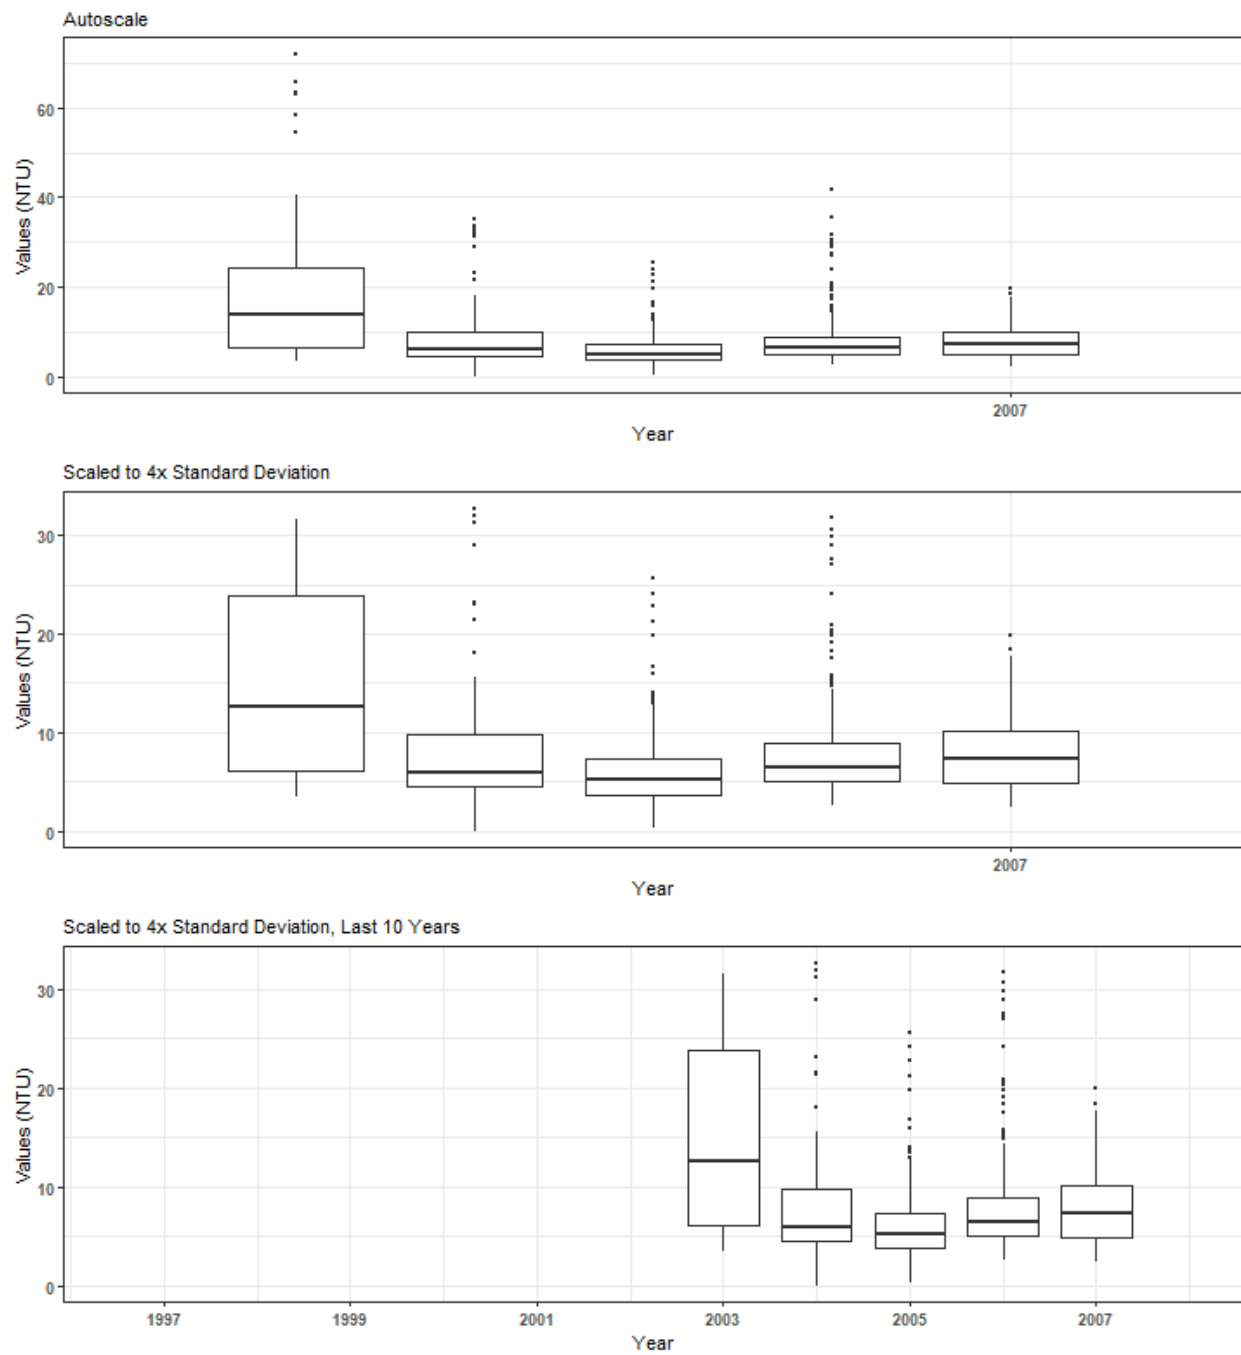 Autoscale
Values (NTU)
60
40
20
0
2007
Year
Scaled to 4x Standard Deviation
Values (NTU)
30
20
10
0
2007
Year
Scaled to 4x Standard Deviation, Last 10 Years
Values (NTU)
30
20
10
0
1997 1999 2001 2003 2005 2007
Year